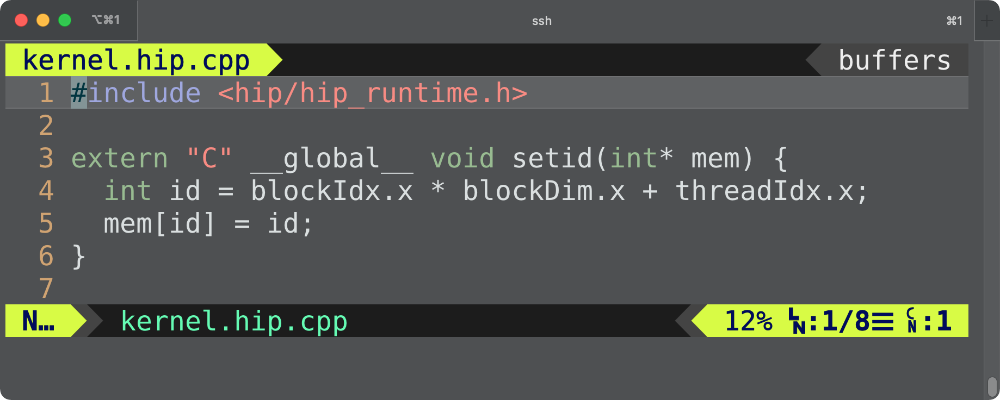 ⌥⌘1 ssh ⌘1 +
kernel.hip.cpp buffers
1 #include <hip/hip_runtime.h>
2
3 extern "C" __global__ void setid(int* mem) {
4   int id = blockIdx.x * blockDim.x + threadIdx.x;
5   mem[id] = id;
6 }
7
N… kernel.hip.cpp 12% ␤:1/8☰ ℅:1